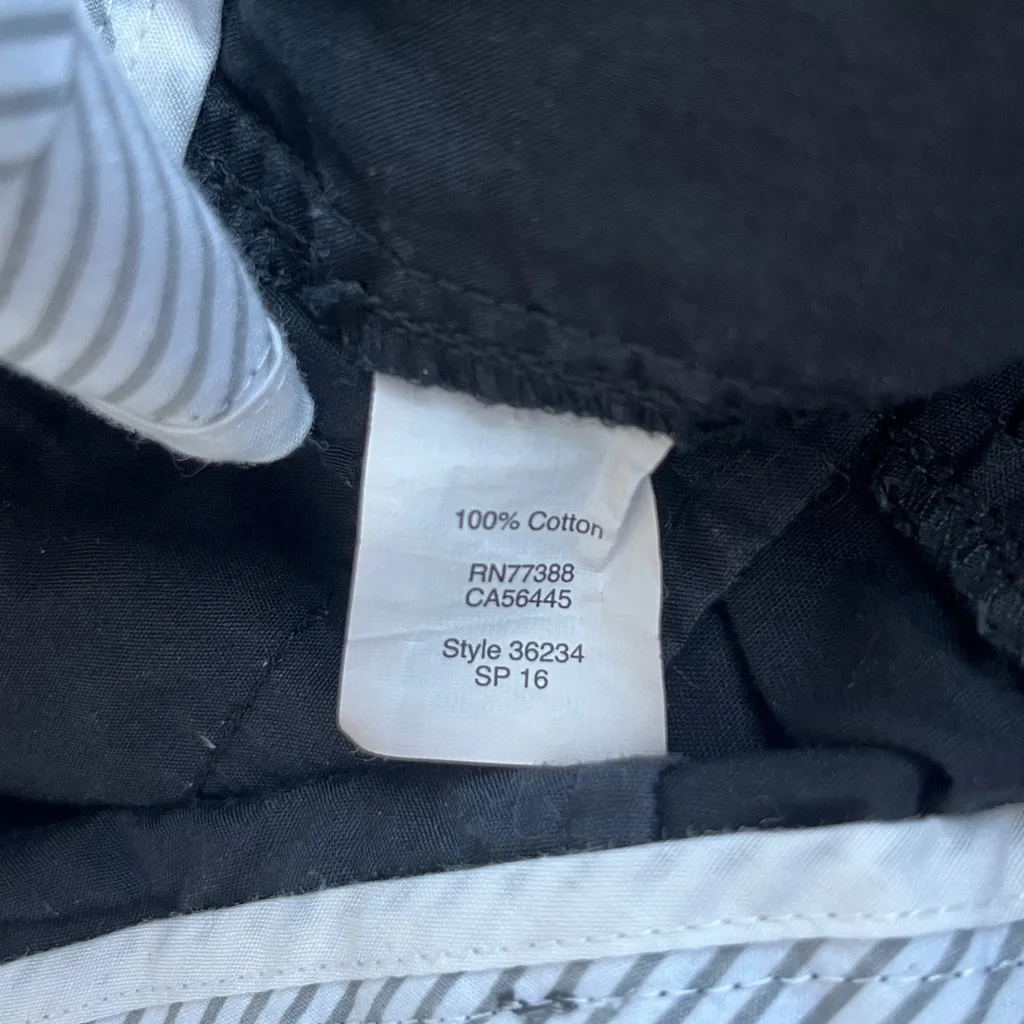 100% Cotton
RN77388
CA56445
Style 36234
SP 16